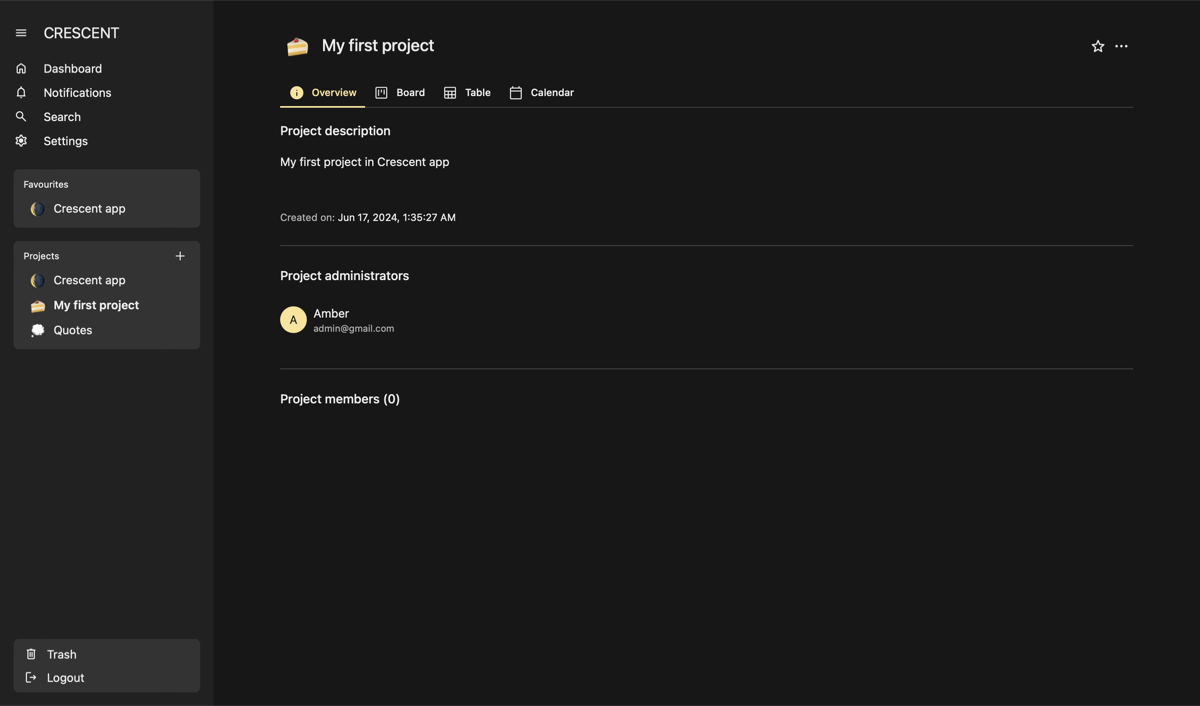 CRESCENT
Dashboard
Notifications
Search
Settings
Favourites
Crescent app
Projects
Crescent app
My first project
Quotes
Trash
Logout
My first project
Overview Board Table Calendar
Project description
My first project in Crescent app
Created on: Jun 17, 2024, 1:35:27 AM
Project administrators
A
Amber
admin@gmail.com
Project members (0)